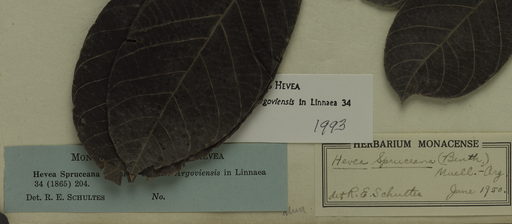 HEVEA
Argoviensis in Linnaea 34
1993
MON HEVEA
Hevea Spruceana Argoviensis in Linnaea
34 (1865) 204.
Det. R. E. SCHULTES No.
HERBARIUM MONACENSE
Hevea Spruceana (Benth.)
Muell.-Arg.
det R. E. Schultes June 1950.